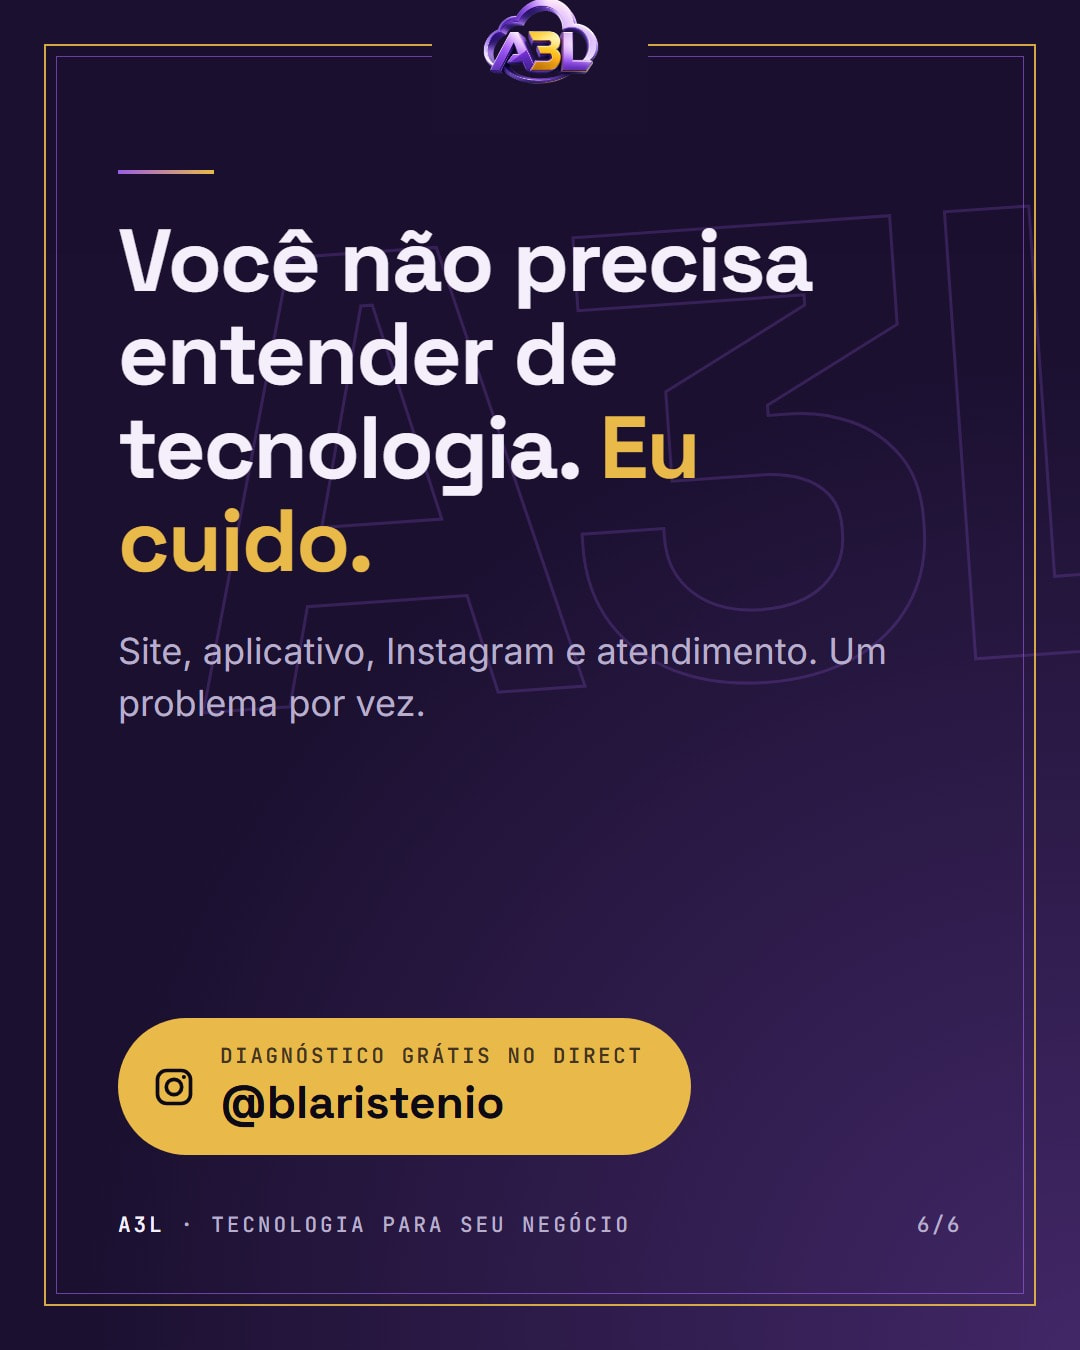 A3L
Você não precisa
entender de
tecnologia. Eu
cuido.
Site, aplicativo, Instagram e atendimento. Um
problema por vez.
DIAGNÓSTICO GRÁTIS NO DIRECT
@blaristenio
A3L · TECNOLOGIA PARA SEU NEGÓCIO
6/6
A3L